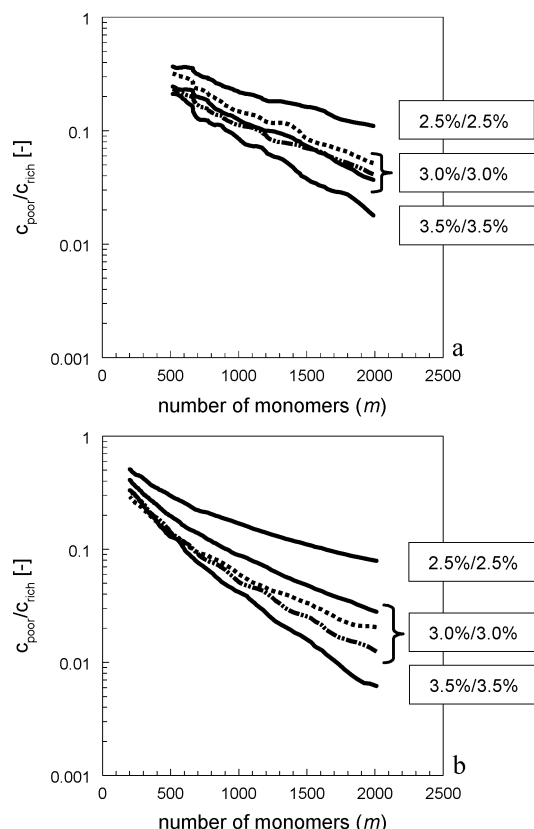 1
0.1
0.01
0.001
c_poor/c_rich [-]
2.5%/2.5%
3.0%/3.0%
3.5%/3.5%
a
0 500 1000 1500 2000 2500
number of monomers (m)
1
0.1
0.01
0.001
c_poor/c_rich [-]
2.5%/2.5%
3.0%/3.0%
3.5%/3.5%
b
0 500 1000 1500 2000 2500
number of monomers (m)